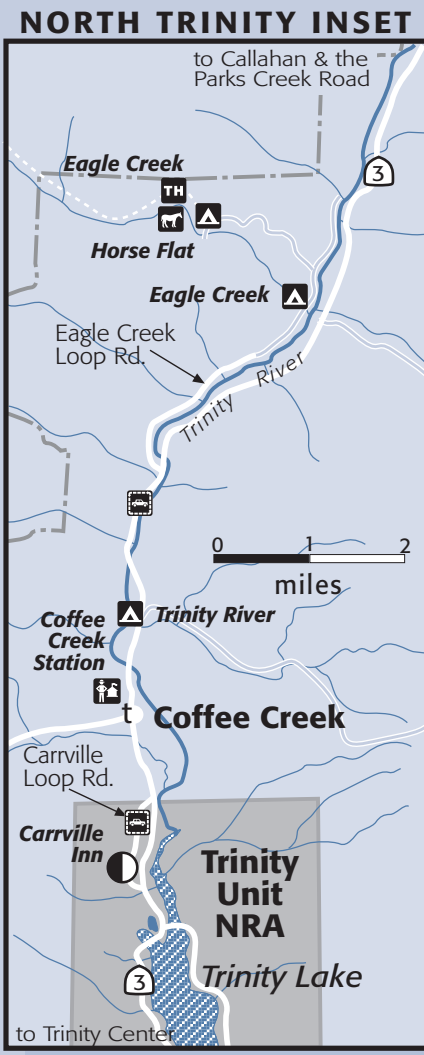 NORTH TRINITY INSET
to Callahan & the
Parks Creek Road
3
Eagle Creek
TH
Horse Flat
Eagle Creek
Eagle Creek
Loop Rd.
Trinity River
0 1 2
miles
Trinity River
Coffee
Creek
Station
t
Coffee Creek
Carrville
Loop Rd.
Carrville
Inn
Trinity
Unit
NRA
Trinity Lake
3
to Trinity Center